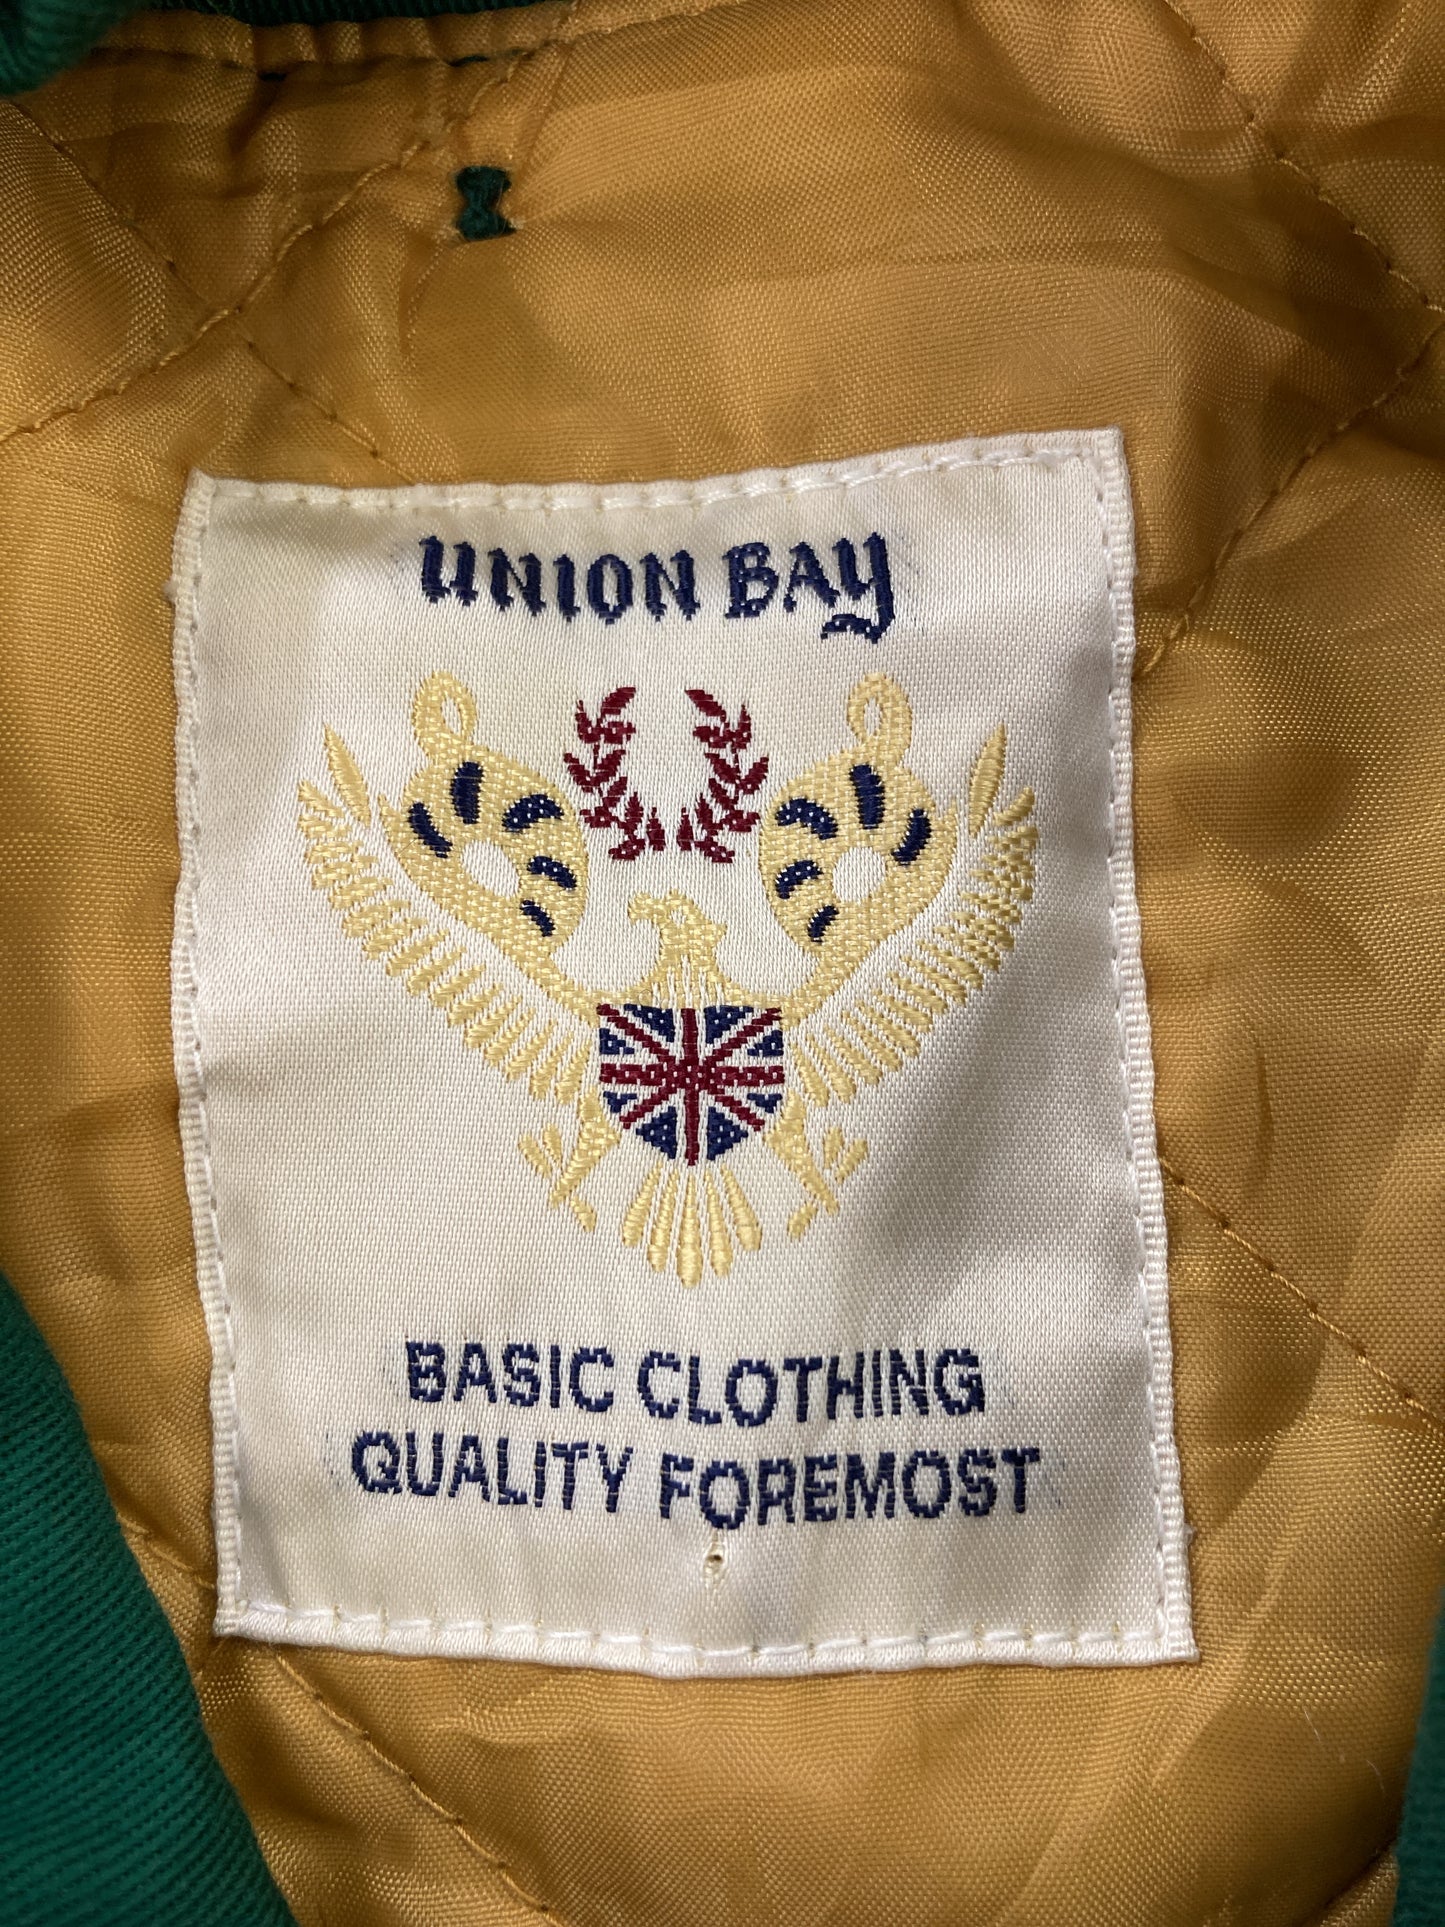 UNION BAY
BASIC CLOTHING
QUALITY FOREMOST